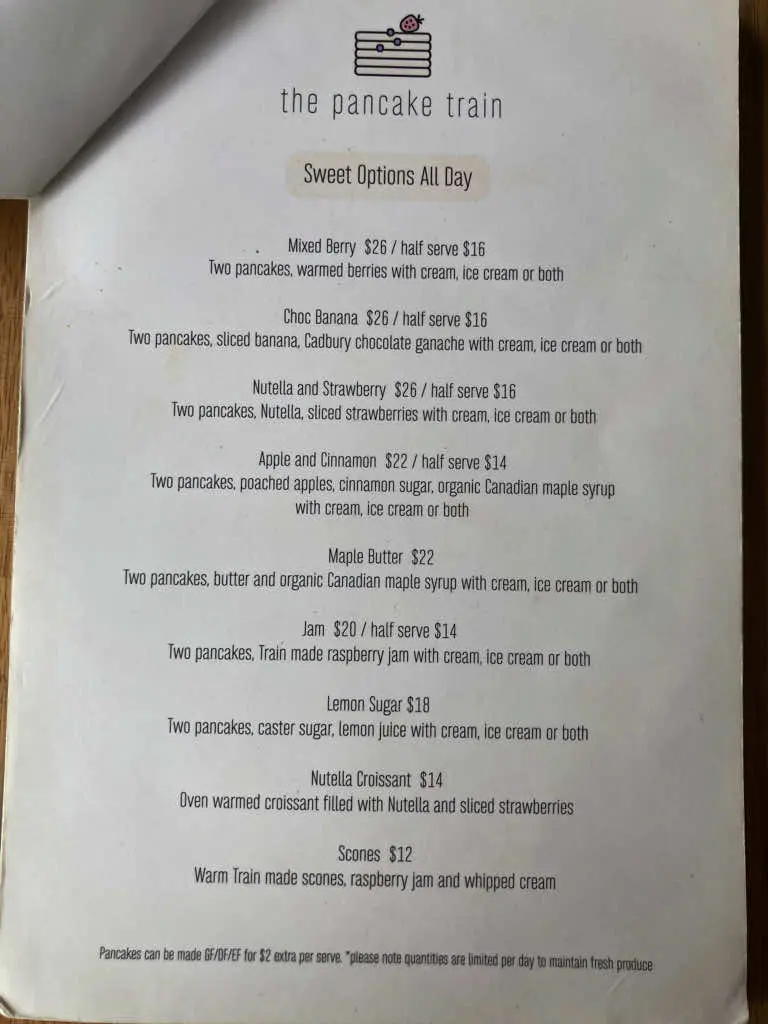 the pancake train
Sweet Options All Day
Mixed Berry $26 / half serve $16
Two pancakes, warmed berries with cream, ice cream or both
Choc Banana $26 / half serve $16
Two pancakes, sliced banana, Cadbury chocolate ganache with cream, ice cream or both
Nutella and Strawberry $26 / half serve $16
Two pancakes, Nutella, sliced strawberries with cream, ice cream or both
Apple and Cinnamon $22 / half serve $14
Two pancakes, poached apples, cinnamon sugar, organic Canadian maple syrup
with cream, ice cream or both
Maple Butter $22
Two pancakes, butter and organic Canadian maple syrup with cream, ice cream or both
Jam $20 / half serve $14
Two pancakes, Train made raspberry jam with cream, ice cream or both
Lemon Sugar $18
Two pancakes, caster sugar, lemon juice with cream, ice cream or both
Nutella Croissant $14
Oven warmed croissant filled with Nutella and sliced strawberries
Scones $12
Warm Train made scones, raspberry jam and whipped cream
Pancakes can be made GF/DF/EF for $2 extra per serve. *please note quantities are limited per day to maintain fresh produce